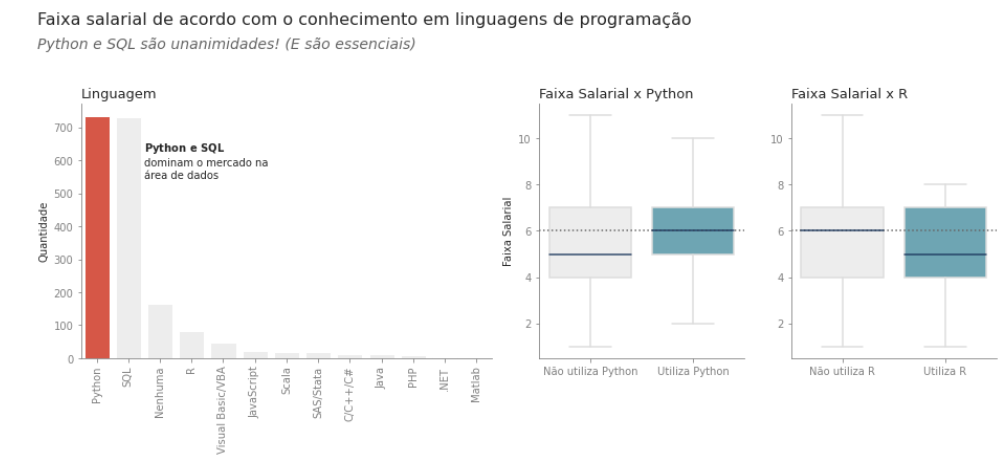 Faixa salarial de acordo com o conhecimento em linguagens de programação
Python e SQL são unanimidades! (E são essenciais)
Linguagem
Quantidade
700
600
500
400
300
200
100
0
Python e SQL
dominam o mercado na
área de dados
Python
SQL
Nenhuma
R
Visual Basic/VBA
JavaScript
Scala
SAS/Stata
C/C++/C#
Java
PHP
.NET
Matlab
Faixa Salarial x Python
Faixa Salarial
10
8
6
4
2
Não utiliza Python
Utiliza Python
Faixa Salarial x R
10
8
6
4
2
Não utiliza R
Utiliza R